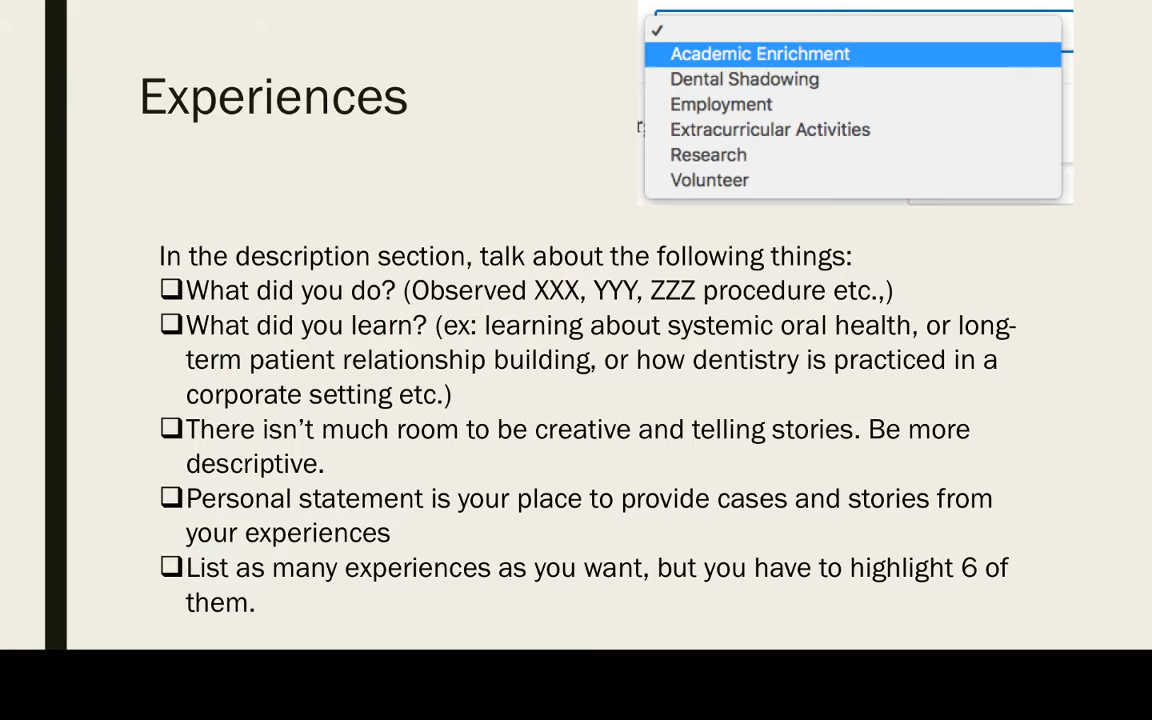 ✓
Academic Enrichment
Dental Shadowing
Employment
Extracurricular Activities
Research
Volunteer
Experiences
In the description section, talk about the following things:
❑What did you do? (Observed XXX, YYY, ZZZ procedure etc.,)
❑What did you learn? (ex: learning about systemic oral health, or long-
term patient relationship building, or how dentistry is practiced in a
corporate setting etc.)
❑There isn’t much room to be creative and telling stories. Be more
descriptive.
❑Personal statement is your place to provide cases and stories from
your experiences
❑List as many experiences as you want, but you have to highlight 6 of
them.